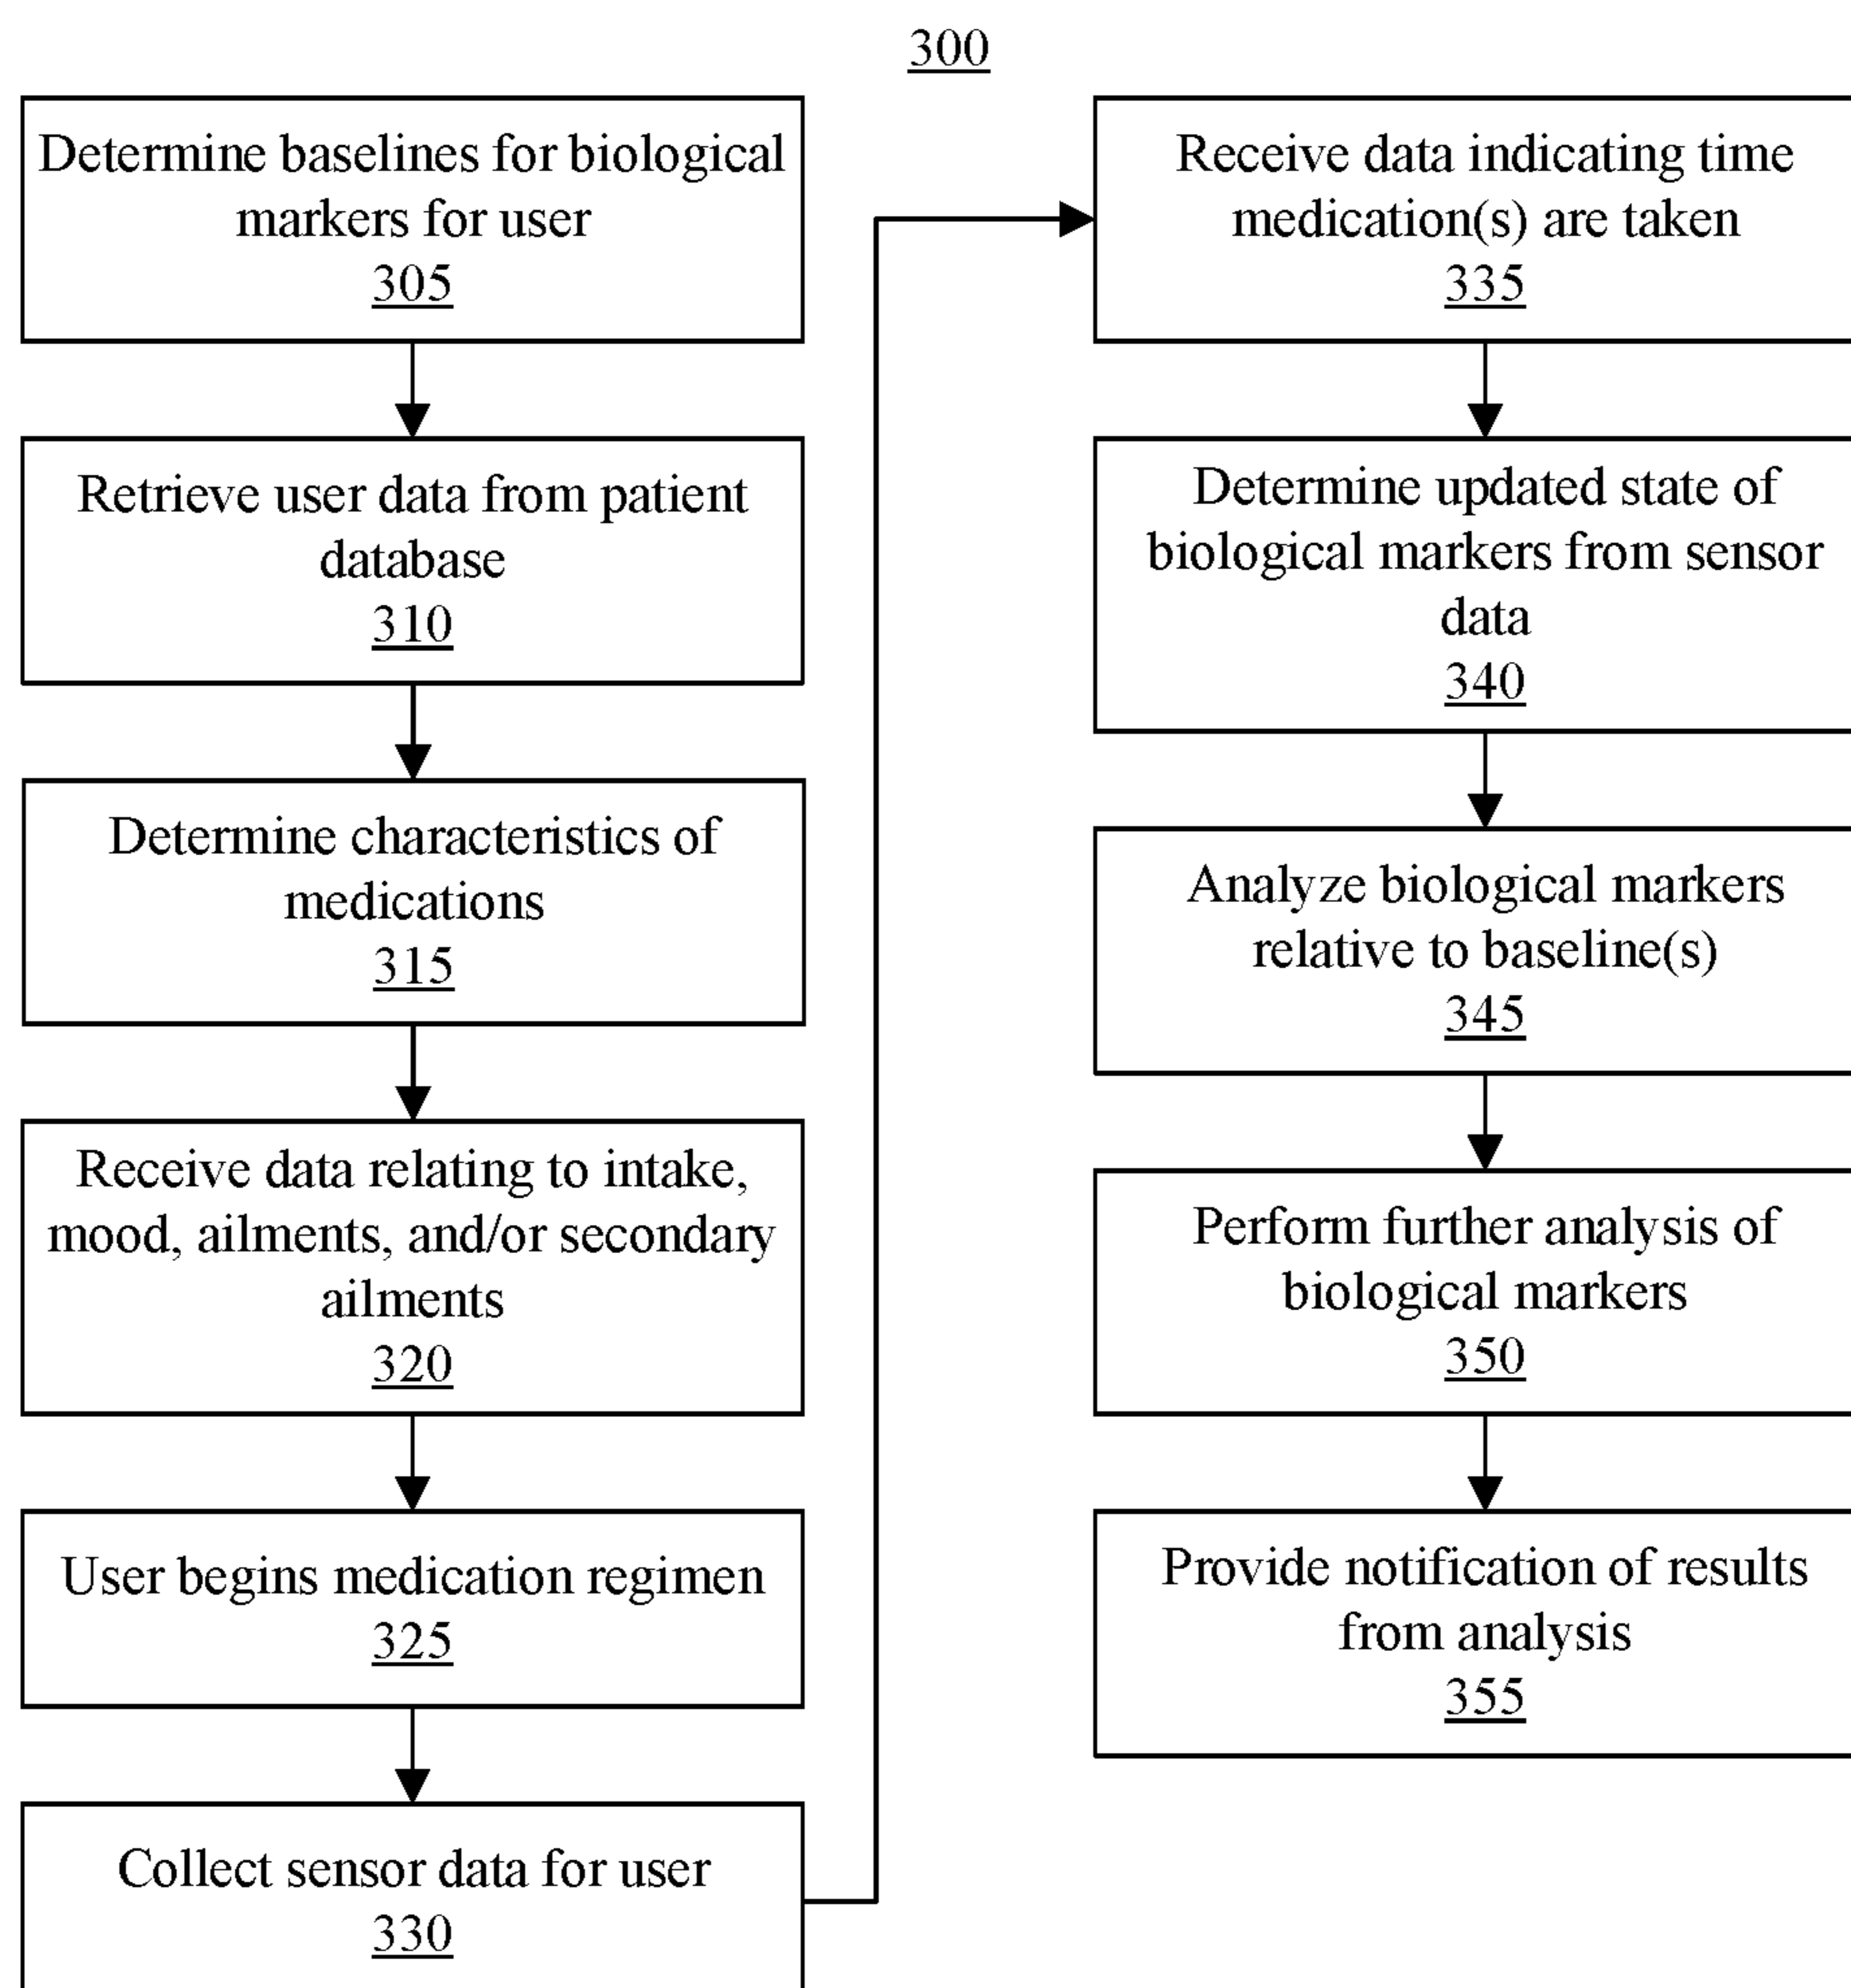 300
Determine baselines for biological
markers for user
305
Retrieve user data from patient
database
310
Determine characteristics of
medications
315
Receive data relating to intake,
mood, ailments, and/or secondary
ailments
320
User begins medication regimen
325
Collect sensor data for user
330
Receive data indicating time
medication(s) are taken
335
Determine updated state of
biological markers from sensor
data
340
Analyze biological markers
relative to baseline(s)
345
Perform further analysis of
biological markers
350
Provide notification of results
from analysis
355